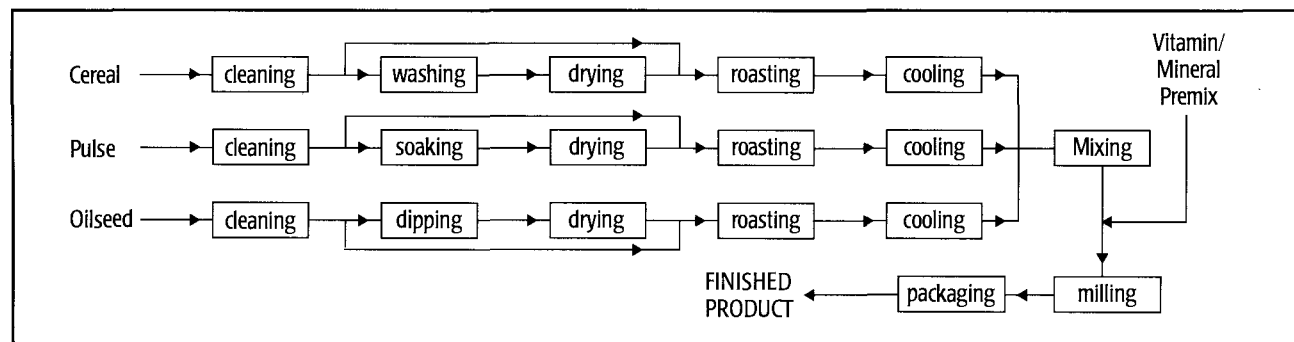 Cereal
cleaning
washing
drying
roasting
cooling
Vitamin/
Mineral
Premix
Pulse
cleaning
soaking
drying
roasting
cooling
Mixing
Oilseed
cleaning
dipping
drying
roasting
cooling
FINISHED
PRODUCT
packaging
milling